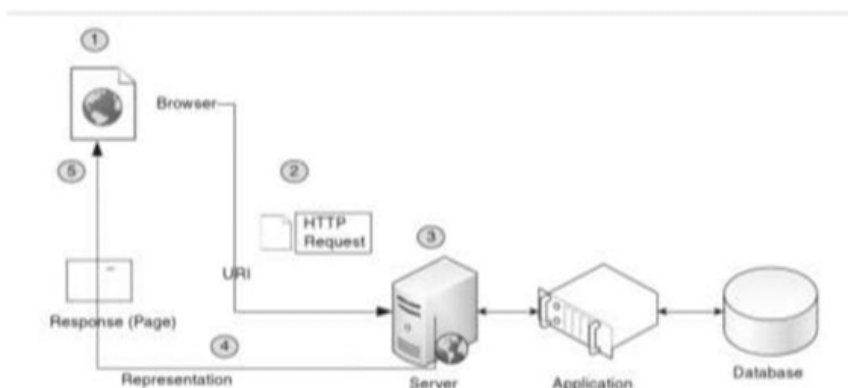 1
Browser
5
2
HTTP
Request
3
URI
Response (Page)
4
Representation
Server
Application
Database